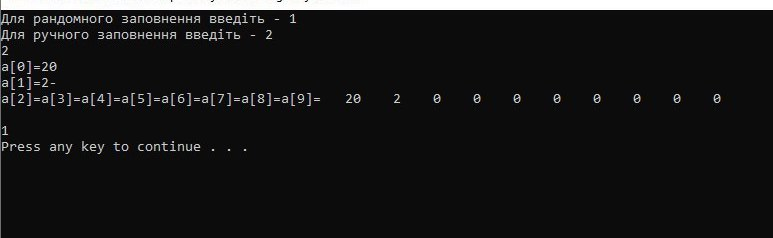 Для рандомного заповнення введіть - 1
Для ручного заповнення введіть - 2
2
a[0]=20
a[1]=2-
a[2]=a[3]=a[4]=a[5]=a[6]=a[7]=a[8]=a[9]=   20    2    0    0    0    0    0    0    0    0
1
Press any key to continue . . .